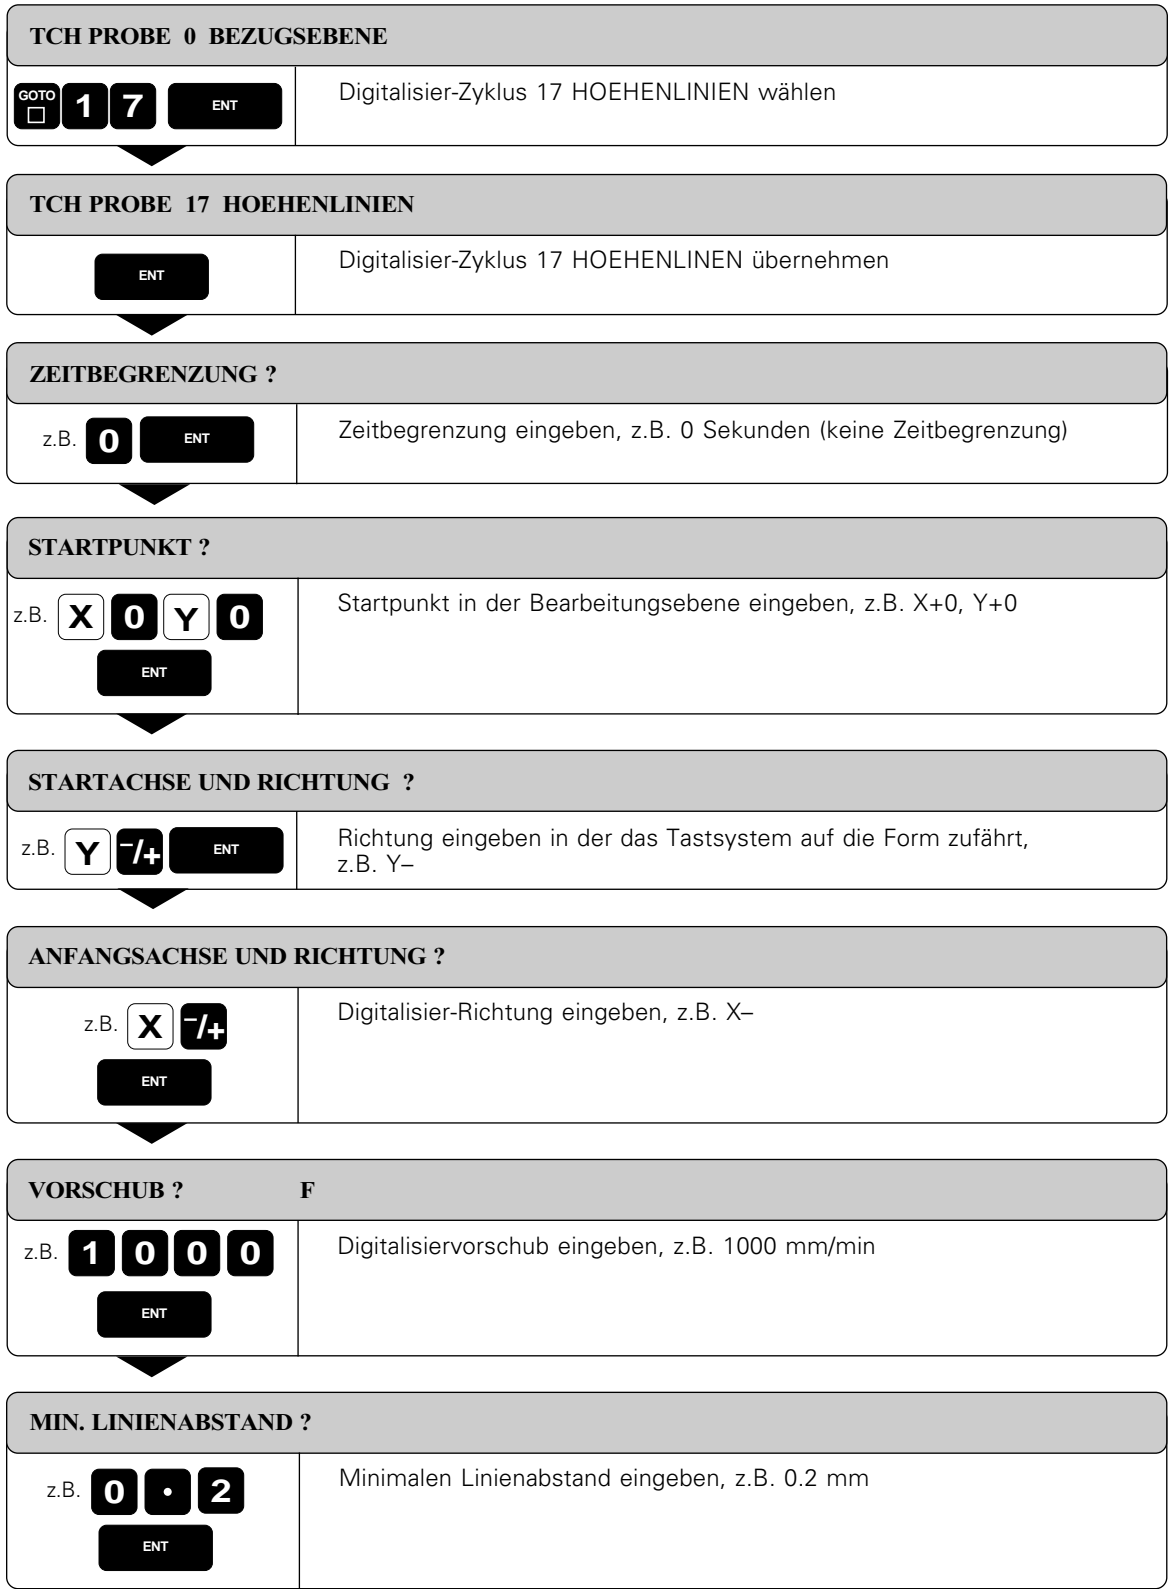 TCH PROBE 0 BEZUGSEBENE
GOTO 1 7 ENT Digitalisier-Zyklus 17 HOEHENLINIEN wählen
TCH PROBE 17 HOEHENLINIEN
Digitalisier-Zyklus 17 HOEHENLINEN übernehmen
ENT
ZEITBEGRENZUNG ?
z.B. 0 ENT Zeitbegrenzung eingeben, z.B. 0 Sekunden (keine Zeitbegrenzung)
STARTPUNKT ?
z.B. X 0 Y 0 Startpunkt in der Bearbeitungsebene eingeben, z.B. X+0, Y+0
ENT
STARTACHSE UND RICHTUNG ?
z.B. Y –/+ ENT Richtung eingeben in der das Tastsystem auf die Form zufährt,
z.B. Y–
ANFANGSACHSE UND RICHTUNG ?
z.B. X –/+ Digitalisier-Richtung eingeben, z.B. X–
ENT
VORSCHUB ? F
z.B. 1 0 0 0 Digitalisiervorschub eingeben, z.B. 1000 mm/min
ENT
MIN. LINIENABSTAND ?
z.B. 0 · 2 Minimalen Linienabstand eingeben, z.B. 0.2 mm
ENT